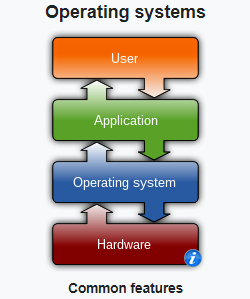 Operating systems
User
Application
Operating system
Hardware
i
Common features